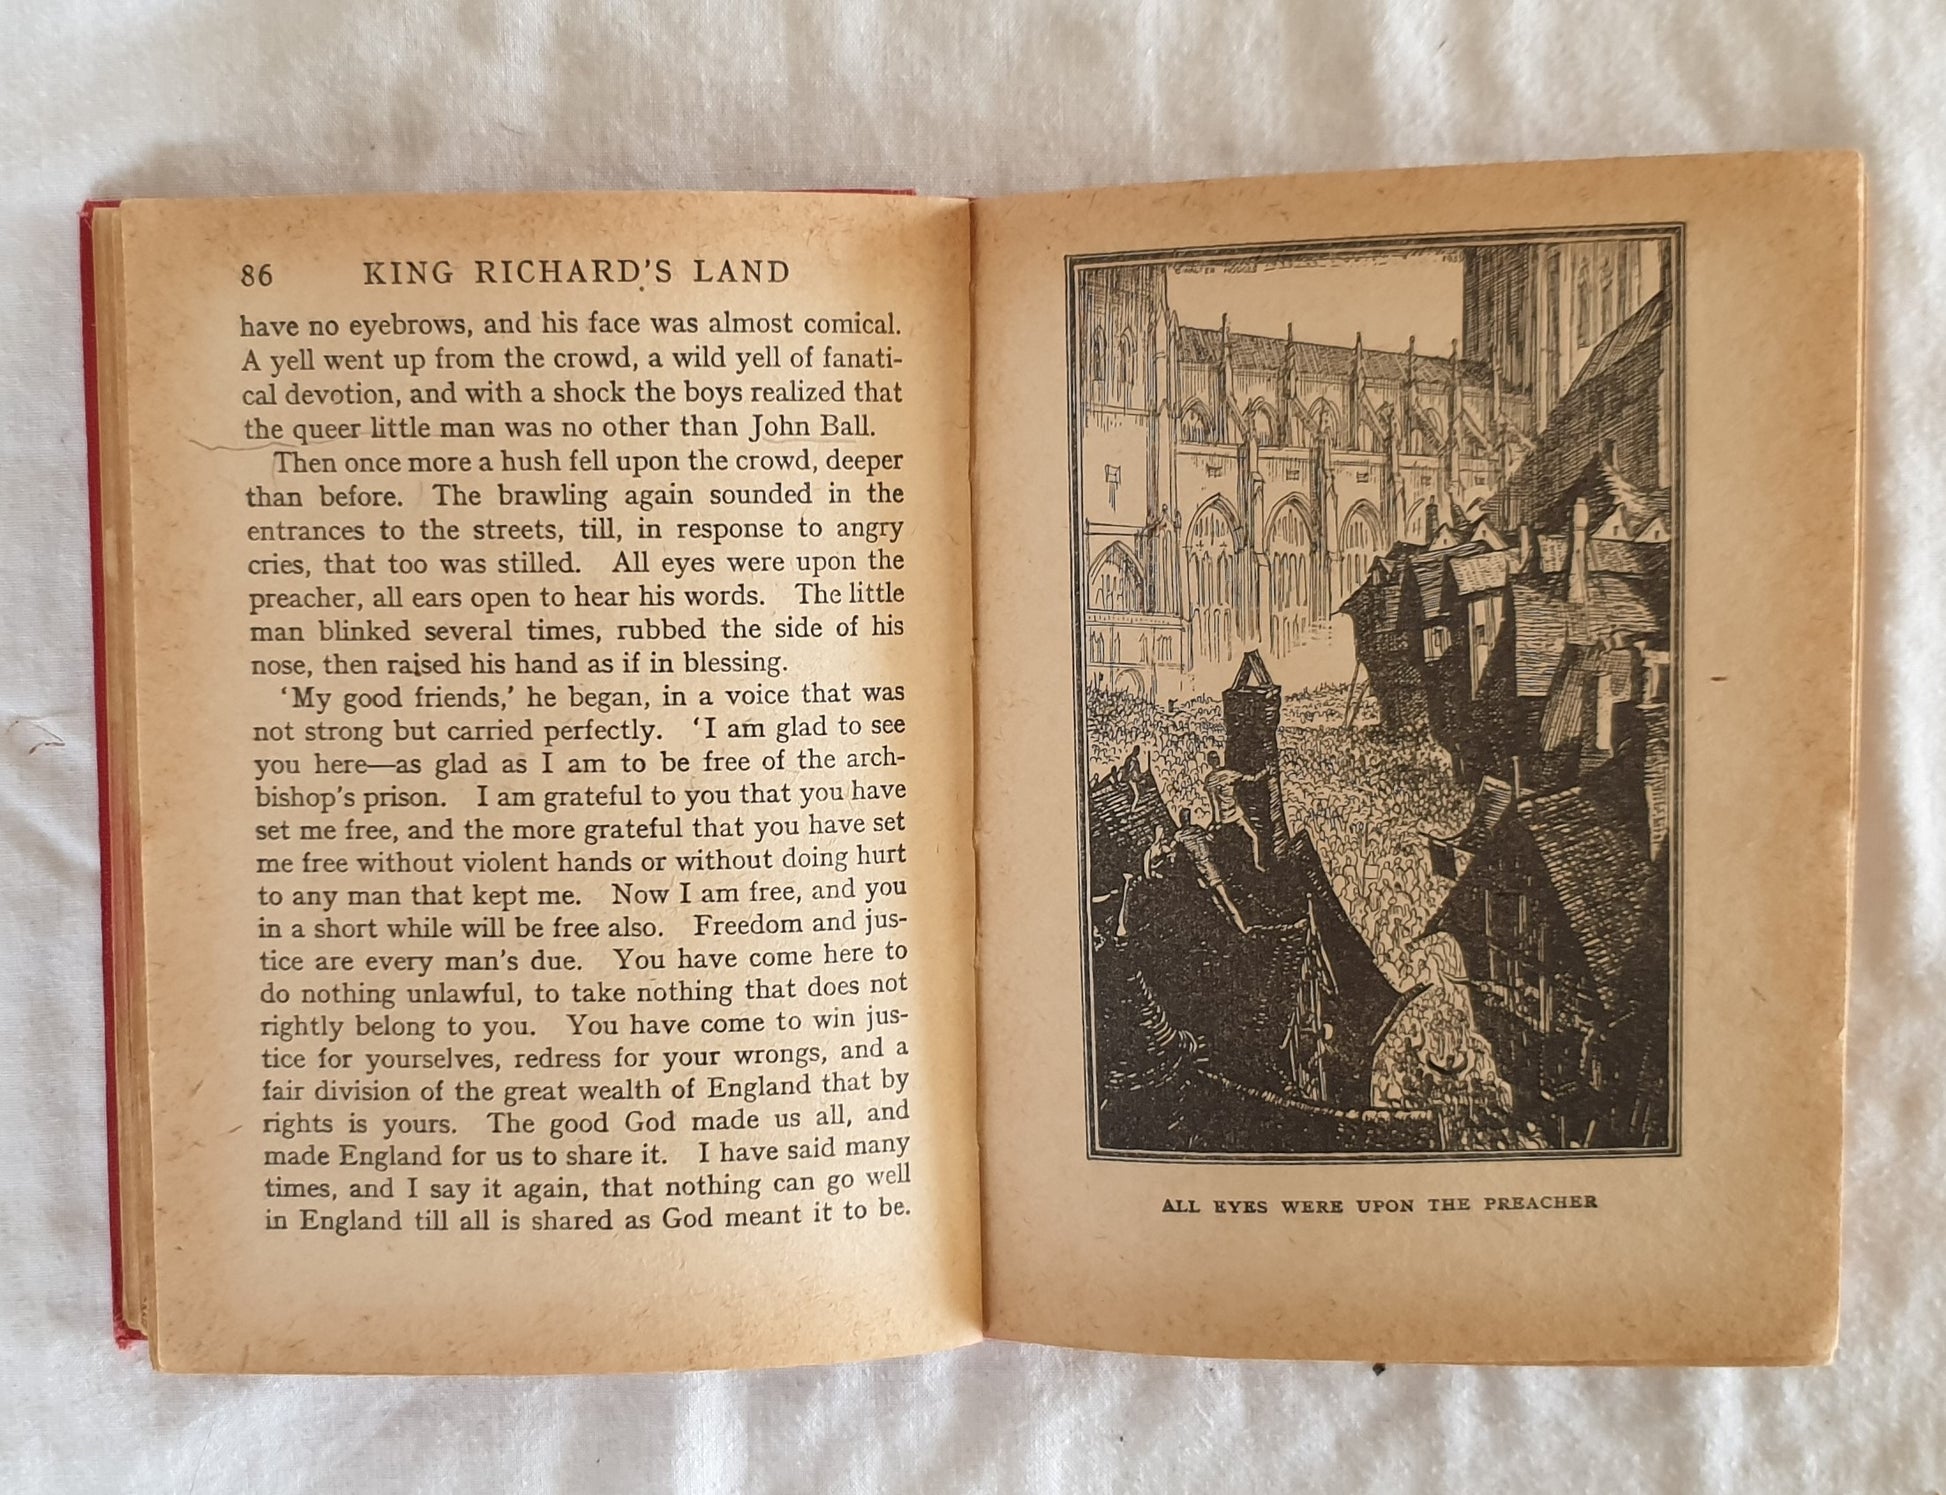 86 KING RICHARD'S LAND
have no eyebrows, and his face was almost comical.
A yell went up from the crowd, a wild yell of fanati-
cal devotion, and with a shock the boys realized that
the queer little man was no other than John Ball.
Then once more a hush fell upon the crowd, deeper
than before. The brawling again sounded in the
entrances to the streets, till, in response to angry
cries, that too was stilled. All eyes were upon the
preacher, all ears open to hear his words. The little
man blinked several times, rubbed the side of his
nose, then raised his hand as if in blessing.
'My good friends,' he began, in a voice that was
not strong but carried perfectly. 'I am glad to see
you here—as glad as I am to be free of the arch-
bishop's prison. I am grateful to you that you have
set me free, and the more grateful that you have set
me free without violent hands or without doing hurt
to any man that kept me. Now I am free, and you
in a short while will be free also. Freedom and jus-
tice are every man's due. You have come here to
do nothing unlawful, to take nothing that does not
rightly belong to you. You have come to win jus-
tice for yourselves, redress for your wrongs, and a
fair division of the great wealth of England that by
rights is yours. The good God made us all, and
made England for us to share it. I have said many
times, and I say it again, that nothing can go well
in England till all is shared as God meant it to be.
ALL EYES WERE UPON THE PREACHER